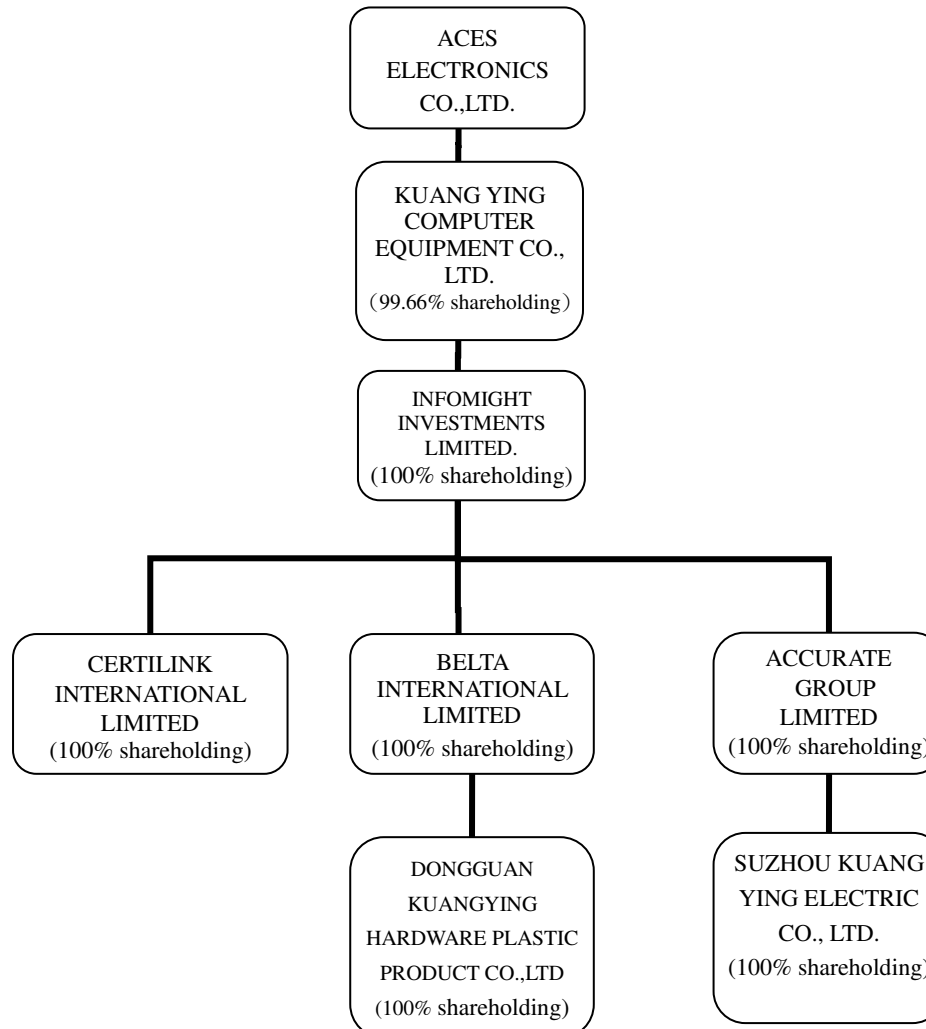 ACES
ELECTRONICS
CO.,LTD.
KUANG YING
COMPUTER
EQUIPMENT CO.,
LTD.
(99.66% shareholding)
INFOMIGHT
INVESTMENTS
LIMITED.
(100% shareholding)
CERTILINK
INTERNATIONAL
LIMITED
(100% shareholding)
BELTA
INTERNATIONAL
LIMITED
(100% shareholding)
ACCURATE
GROUP
LIMITED
(100% shareholding)
DONGGUAN
KUANGYING
HARDWARE PLASTIC
PRODUCT CO.,LTD
(100% shareholding)
SUZHOU KUANG
YING ELECTRIC
CO., LTD.
(100% shareholding)